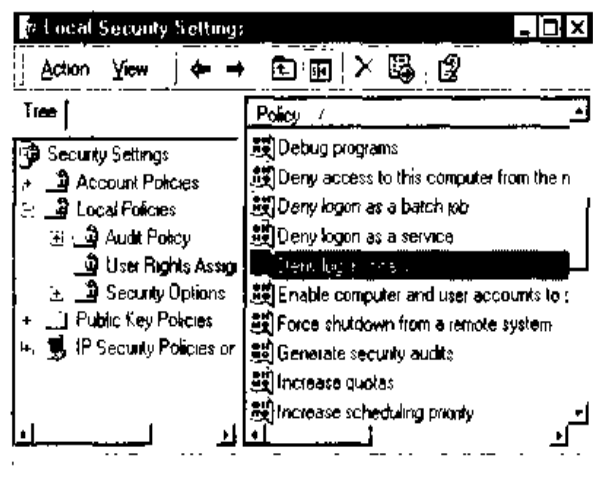 Local Security Settings
Action View
Tree
Policy /
Security Settings
Account Policies
Local Policies
Audit Policy
User Rights Assig
Security Options
Public Key Policies
IP Security Policies or
Debug programs
Deny access to this computer from the n
Deny logon as a batch job
Deny logon as a service
Enable computer and user accounts to
Force shutdown from a remote system
Generate security audits
Increase quotas
Increase scheduling priority